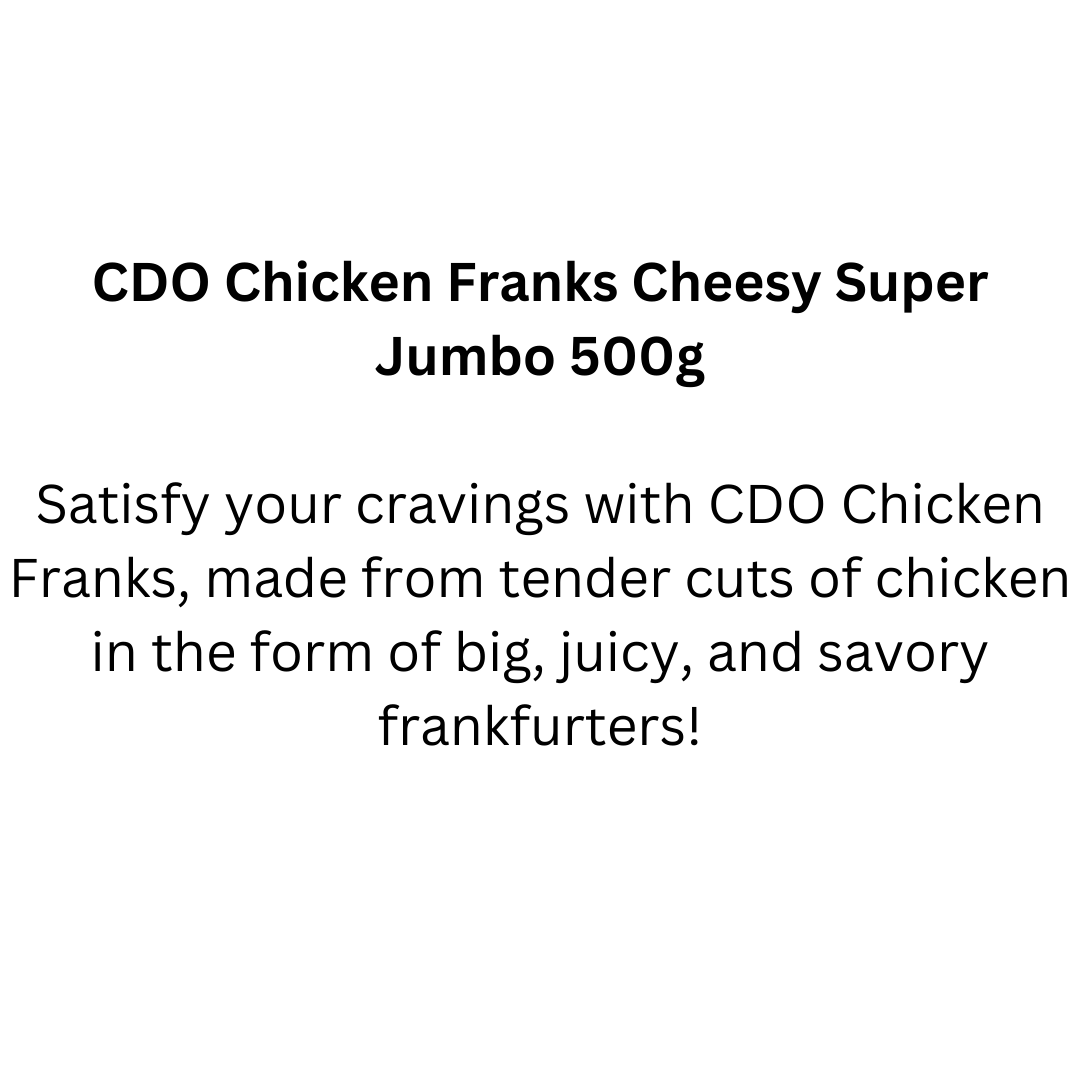 CDO Chicken Franks Cheesy Super
Jumbo 500g
Satisfy your cravings with CDO Chicken
Franks, made from tender cuts of chicken
in the form of big, juicy, and savory
frankfurters!